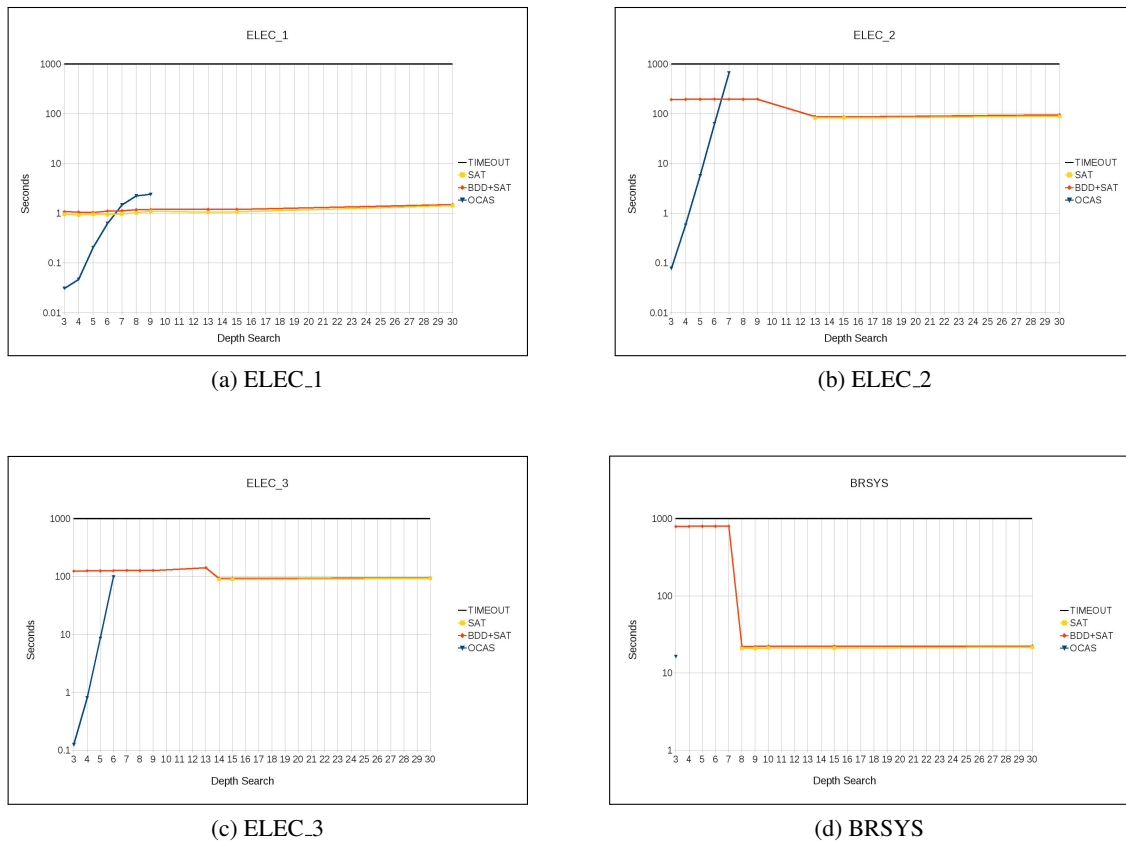 ELEC_1
1000
100
10
1
0.1
0.01
Seconds
3 4 5 6 7 8 9 10 11 12 13 14 15 16 17 18 19 20 21 22 23 24 25 26 27 28 29 30
Depth Search
TIMEOUT
SAT
BDD+SAT
OCAS
(a) ELEC_1
ELEC_2
1000
100
10
1
0.1
0.01
Seconds
3 4 5 6 7 8 9 10 11 12 13 14 15 16 17 18 19 20 21 22 23 24 25 26 27 28 29 30
Depth Search
TIMEOUT
SAT
BDD+SAT
OCAS
(b) ELEC_2
ELEC_3
1000
100
10
1
0.1
Seconds
3 4 5 6 7 8 9 10 11 12 13 14 15 16 17 18 19 20 21 22 23 24 25 26 27 28 29 30
Depth Search
TIMEOUT
SAT
BDD+SAT
OCAS
(c) ELEC_3
BRSYS
1000
100
10
1
Seconds
3 4 5 6 7 8 9 10 11 12 13 14 15 16 17 18 19 20 21 22 23 24 25 26 27 28 29 30
Depth Search
TIMEOUT
SAT
BDD+SAT
OCAS
(d) BRSYS